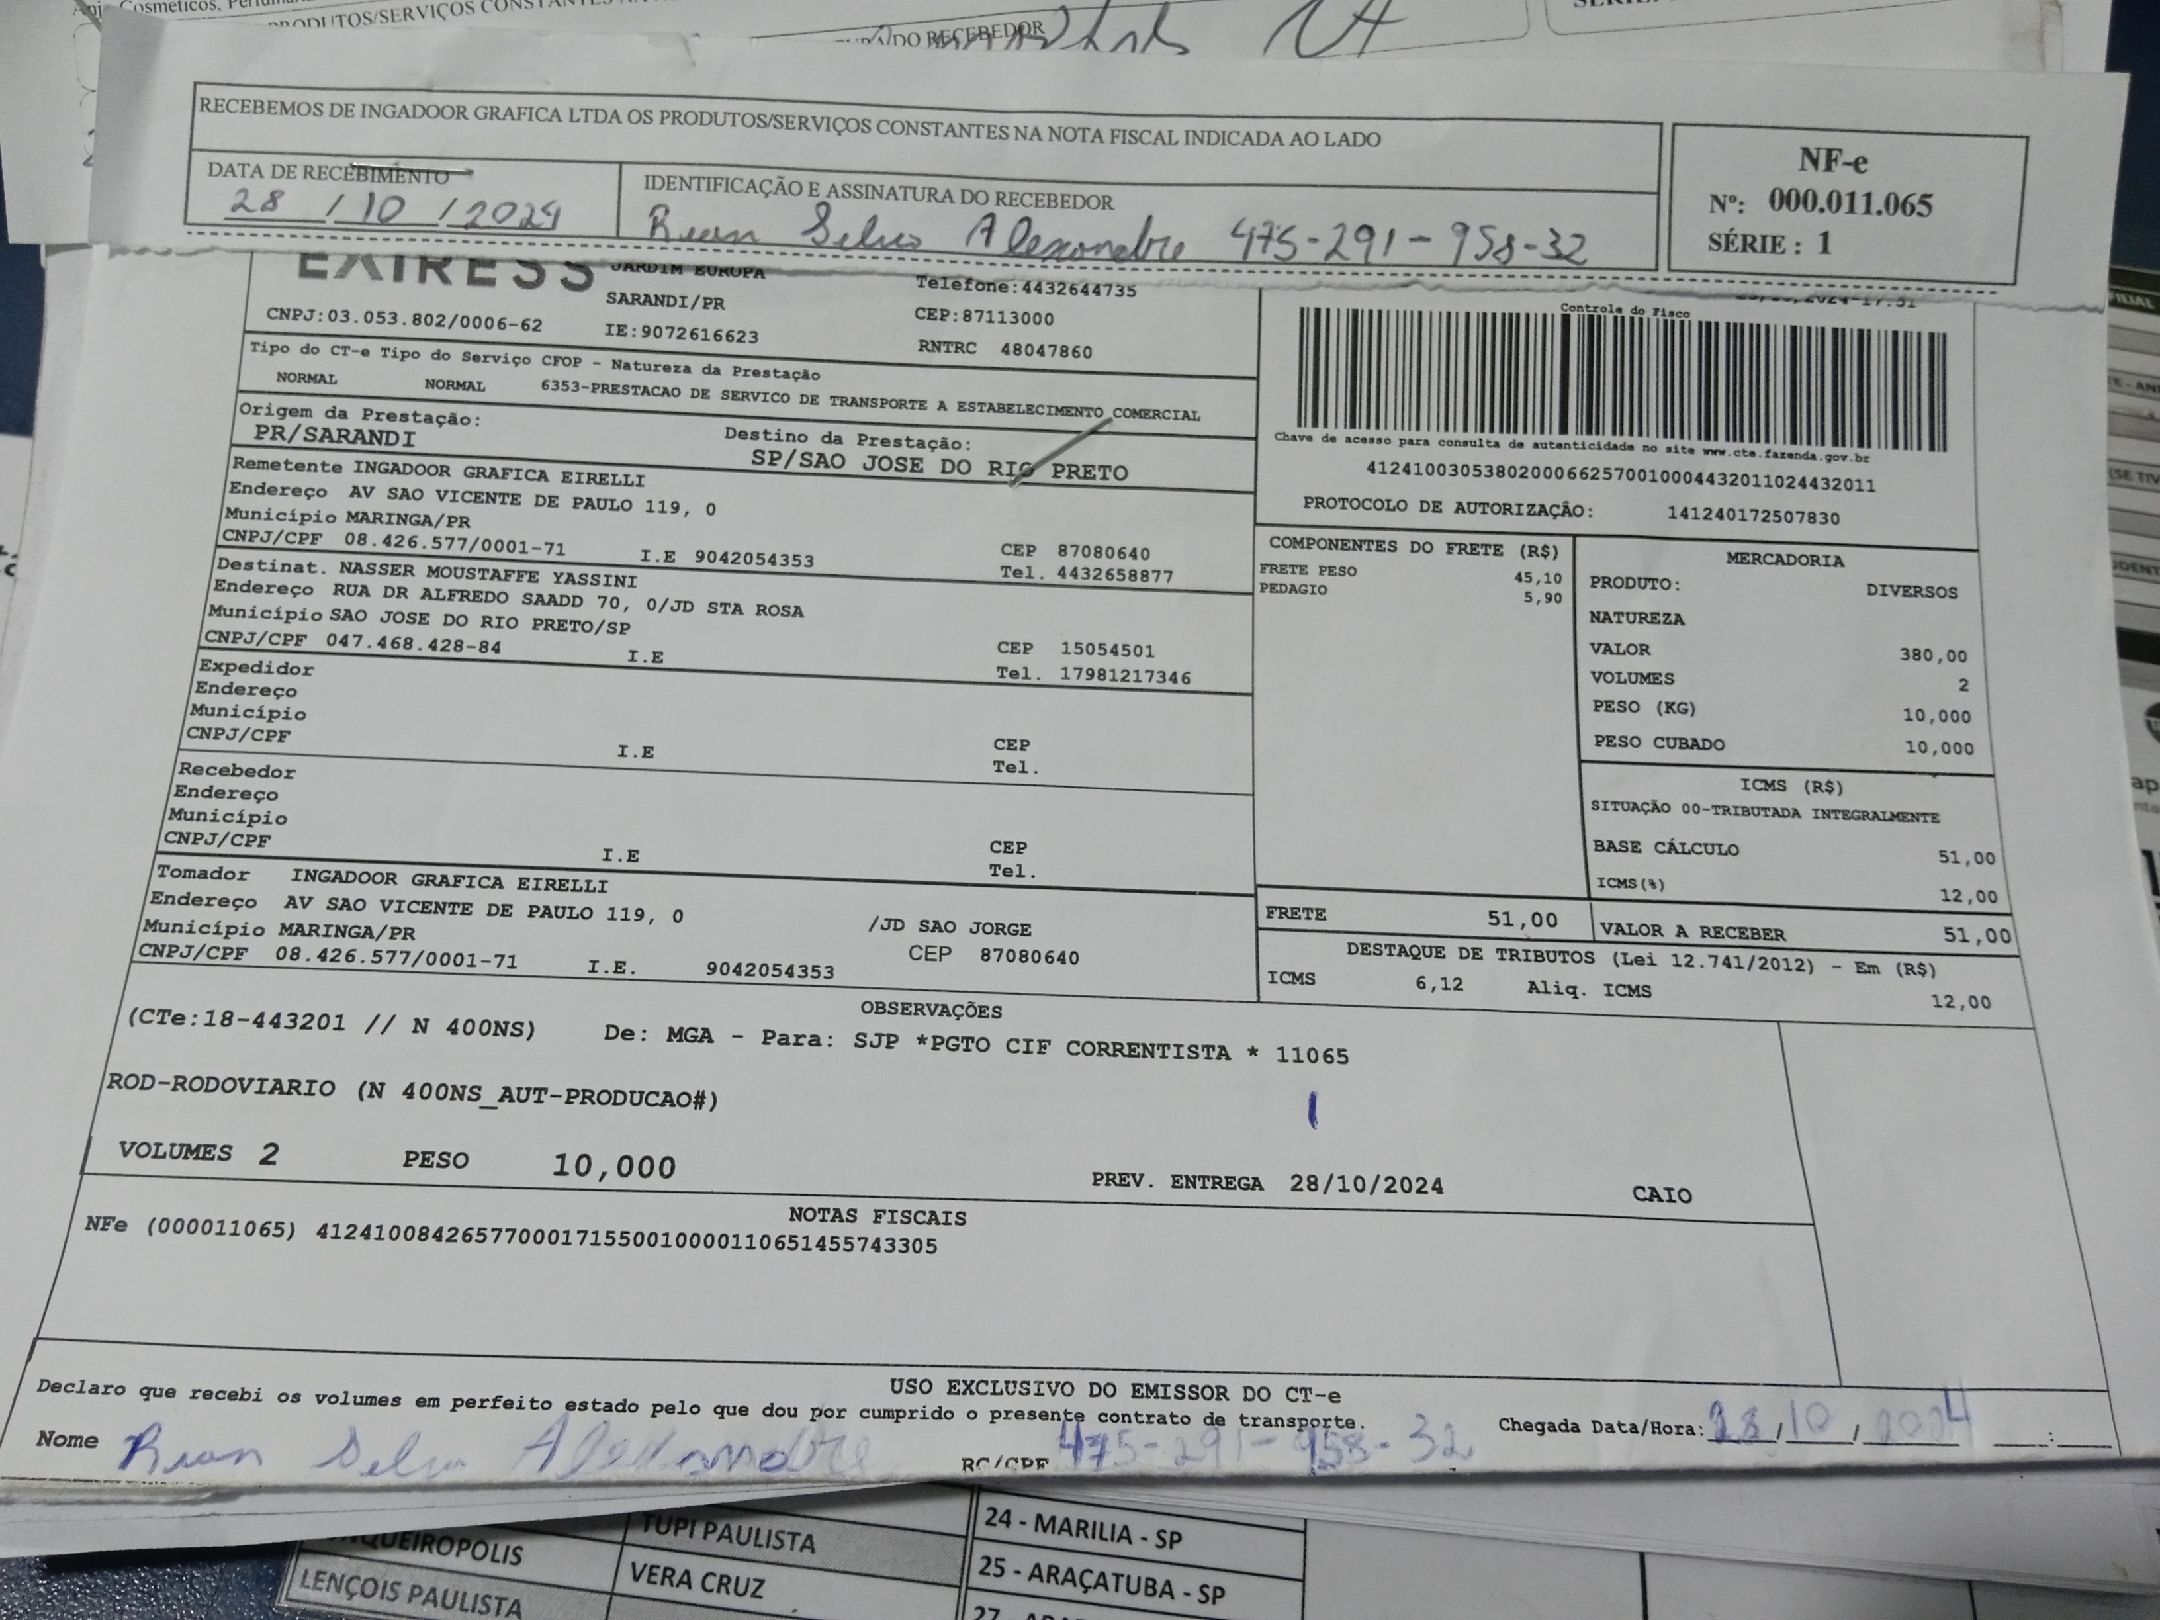 Cosmeticos,
PRODUTOS/SERVIÇOS
DO RECEBEDOR
RECEBEMOS DE INGADOOR GRAFICA LTDA OS PRODUTOS/SERVIÇOS CONSTANTES NA NOTA FISCAL INDICADA AO LADO
DATA DE RECEBIMENTO
28 / 10 / 2024
IDENTIFICAÇÃO E ASSINATURA DO RECEBEDOR
Ruan Silva Alexandre 475-291-958-32
NF-e
Nº: 000.011.065
SÉRIE : 1
JARDIM EUROPA
SARANDI/PR
CNPJ:03.053.802/0006-62 IE:9072616623
Telefone:4432644735
CEP:87113000
RNTRC 48047860
Tipo do CT-e Tipo do Serviço CFOP - Natureza da Prestação
NORMAL NORMAL 6353-PRESTACAO DE SERVICO DE TRANSPORTE A ESTABELECIMENTO COMERCIAL
Origem da Prestação: Destino da Prestação:
PR/SARANDI SP/SAO JOSE DO RIO PRETO
Controle do Fisco
Chave de acesso para consulta de autenticidade no site www.cte.fazenda.gov.br
41241003053802000662570010004432011024432011
PROTOCOLO DE AUTORIZAÇÂO: 141240172507830
Remetente INGADOOR GRAFICA EIRELLI
Endereço AV SAO VICENTE DE PAULO 119, 0
Município MARINGA/PR CEP 87080640
CNPJ/CPF 08.426.577/0001-71 I.E 9042054353 Tel. 4432658877
Destinat. NASSER MOUSTAFFE YASSINI
Endereço RUA DR ALFREDO SAADD 70, 0/JD STA ROSA
Município SAO JOSE DO RIO PRETO/SP CEP 15054501
CNPJ/CPF 047.468.428-84 I.E Tel. 17981217346
Expedidor
Endereço
Município CEP
CNPJ/CPF I.E Tel.
Recebedor
Endereço
Município CEP
CNPJ/CPF I.E Tel.
Tomador INGADOOR GRAFICA EIRELLI
Endereço AV SAO VICENTE DE PAULO 119, 0 /JD SAO JORGE
Município MARINGA/PR CEP 87080640
CNPJ/CPF 08.426.577/0001-71 I.E. 9042054353
COMPONENTES DO FRETE (R$)
FRETE PESO 45,10
PEDAGIO 5,90
MERCADORIA
PRODUTO: DIVERSOS
NATUREZA
VALOR 380,00
VOLUMES 2
PESO (KG) 10,000
PESO CUBADO 10,000
ICMS (R$)
SITUAÇÃO 00-TRIBUTADA INTEGRALMENTE
BASE CÁLCULO 51,00
ICMS(%) 12,00
FRETE 51,00 VALOR A RECEBER 51,00
DESTAQUE DE TRIBUTOS (Lei 12.741/2012) - Em (R$)
ICMS 6,12 Aliq. ICMS 12,00
OBSERVAÇÕES
(CTe:18-443201 // N 400NS) De: MGA - Para: SJP *PGTO CIF CORRENTISTA * 11065
ROD-RODOVIARIO (N 400NS_AUT-PRODUCAO#)
VOLUMES 2 PESO 10,000 PREV. ENTREGA 28/10/2024 CAIO
NOTAS FISCAIS
NFe (000011065) 41241008426577000171550010000110651455743305
USO EXCLUSIVO DO EMISSOR DO CT-e
Declaro que recebi os volumes em perfeito estado pelo que dou por cumprido o presente contrato de transporte.
Chegada Data/Hora: 28/10/2024 ___:___
Nome Ruan Silva Alexandre RG/CPF 475-291-958-32
TUPI PAULISTA
24 - MARILIA - SP
LENÇOIS PAULISTA
VERA CRUZ
25 - ARAÇATUBA - SP
27